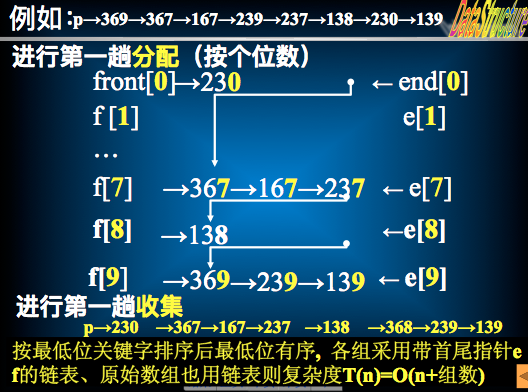 例如:p→369→367→167→239→237→138→230→139
DataStructure
进行第一趟分配（按个位数）
front[0]→230 ←end[0]
f [1] e[1]
…
f[7] →367→167→237 ←e[7]
f[8] →138 ←e[8]
f[9] →369→239→139 ←e[9]
进行第一趟收集
p→230 →367→167→237 →138 →368→239→139
按最低位关键字排序后最低位有序, 各组采用带首尾指针e
f的链表、原始数组也用链表则复杂度T(n)=O(n+组数)